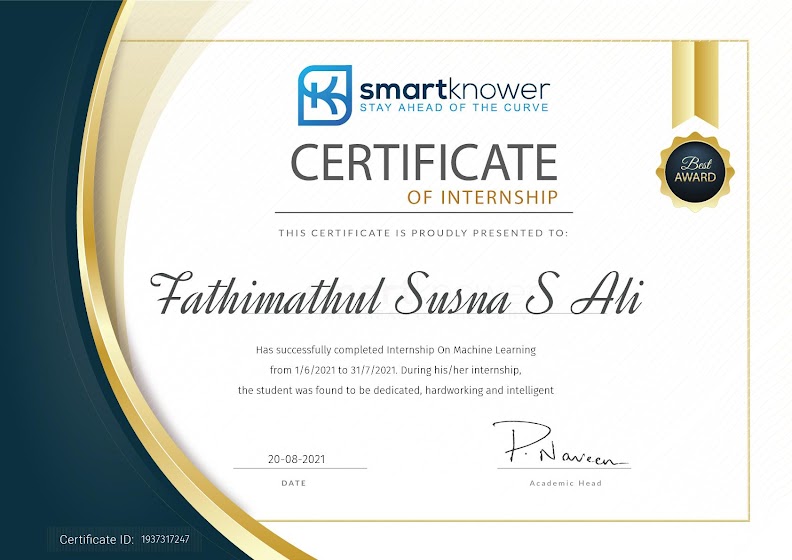 smartknower
STAY AHEAD OF THE CURVE
CERTIFICATE
OF INTERNSHIP
Best
AWARD
THIS CERTIFICATE IS PROUDLY PRESENTED TO:
Fathimathul Susna S Ali
Has successfully completed Internship On Machine Learning
from 1/6/2021 to 31/7/2021. During his/her internship,
the student was found to be dedicated, hardworking and intelligent
P. Naveen
20-08-2021
DATE
Academic Head
Certificate ID: 1937317247